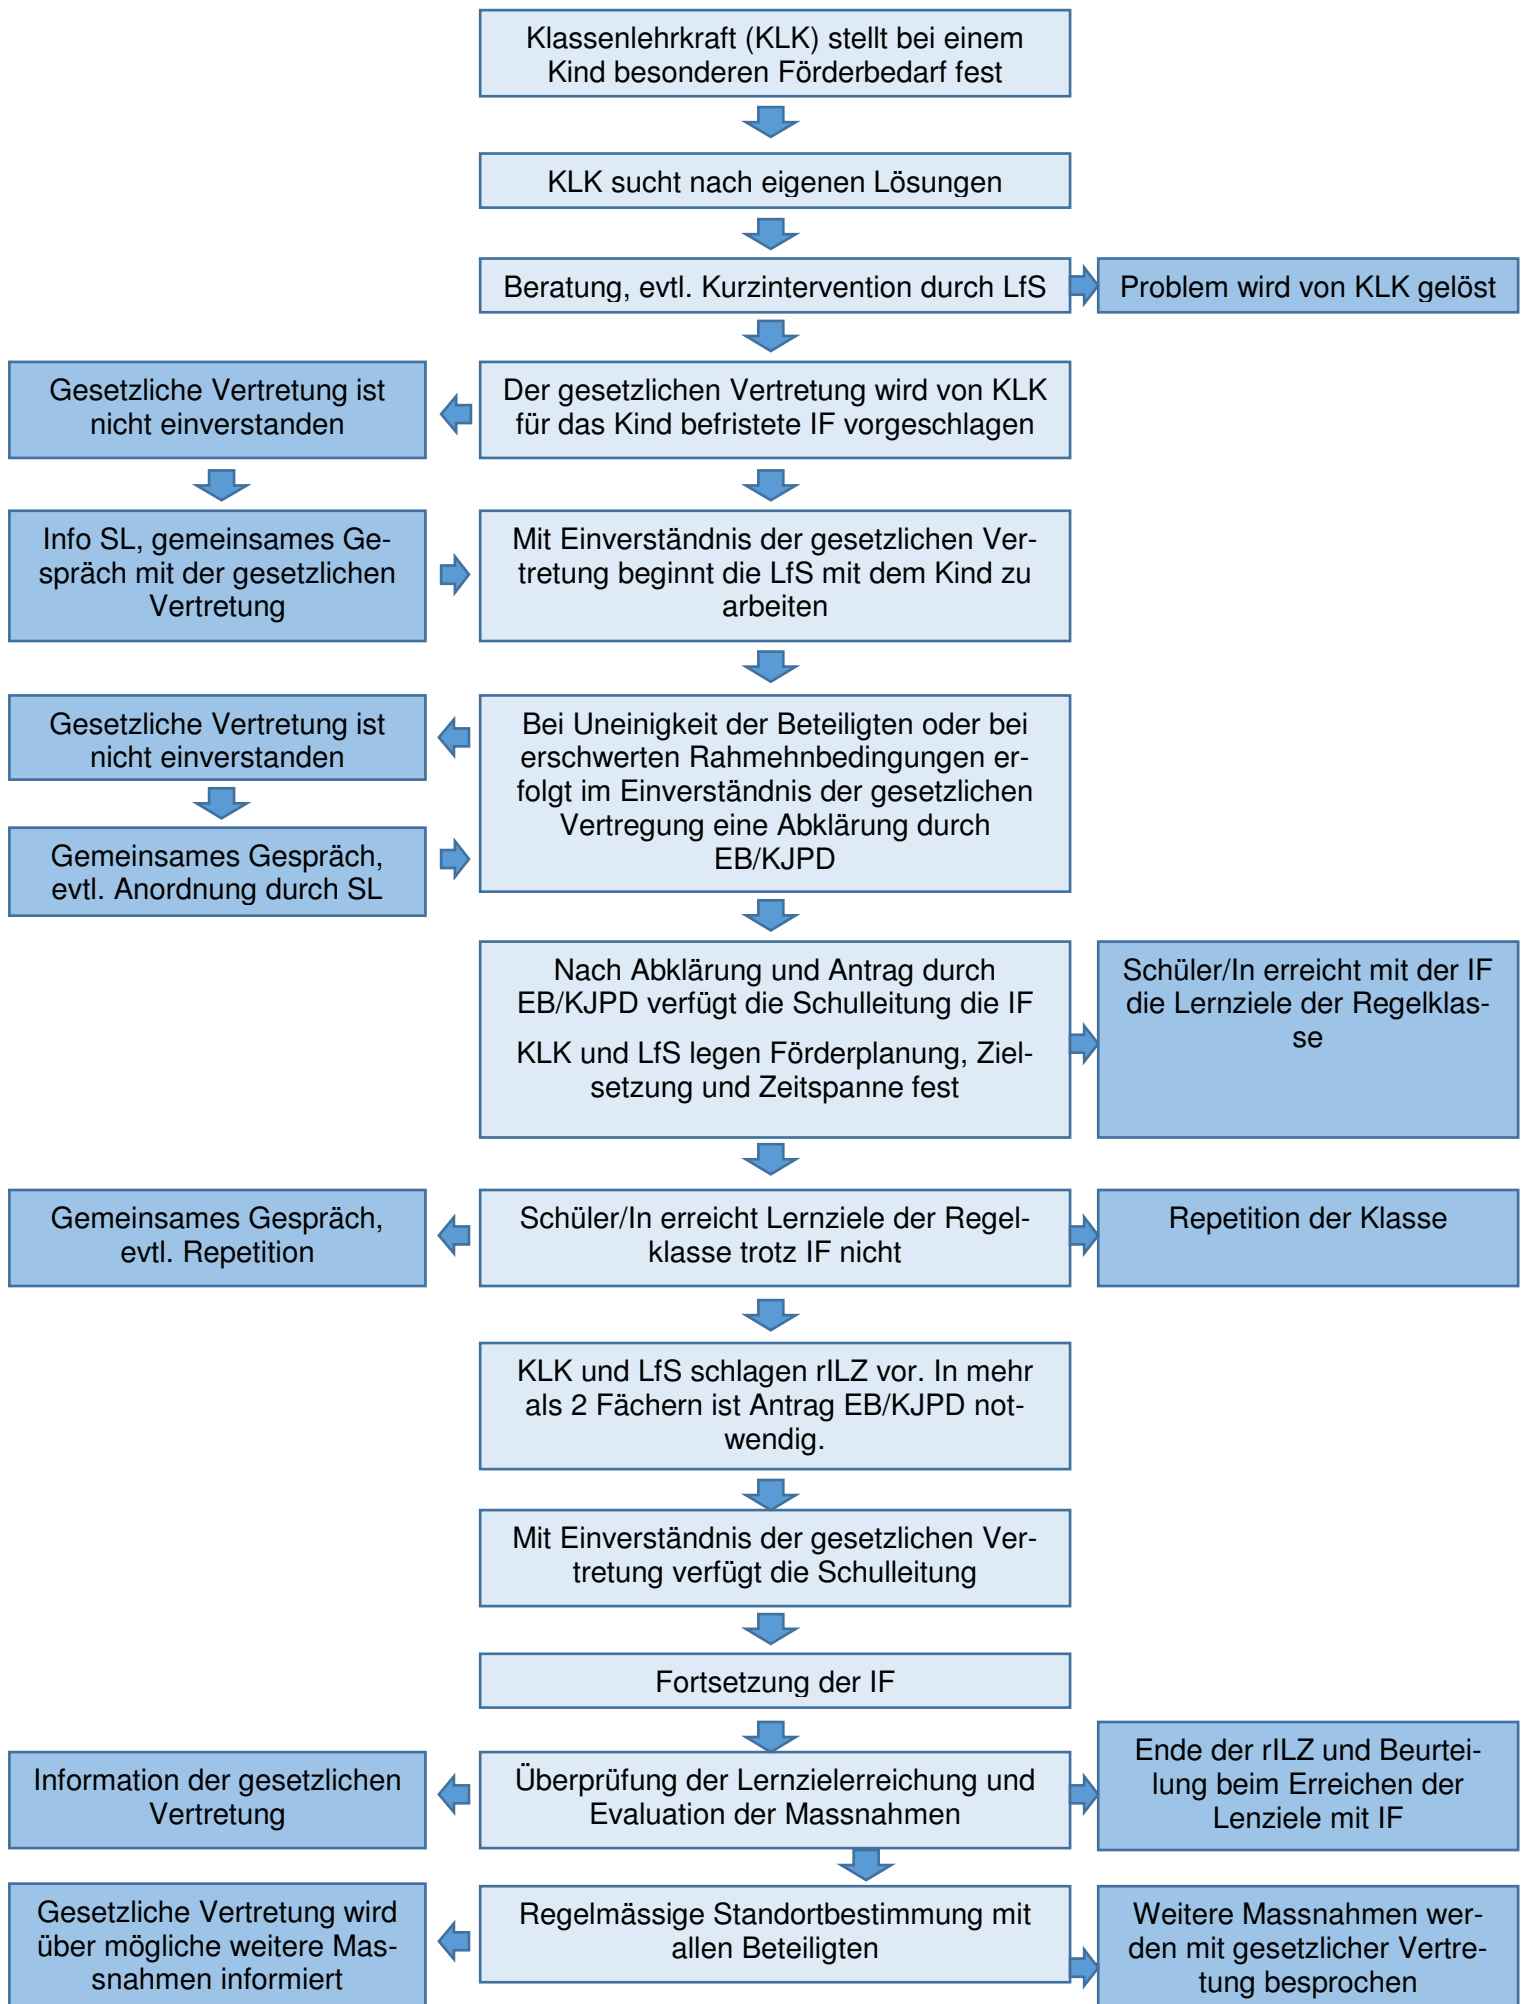 Klassenlehrkraft (KLK) stellt bei einem
Kind besonderen Förderbedarf fest
KLK sucht nach eigenen Lösungen
Beratung, evtl. Kurzintervention durch LfS
Problem wird von KLK gelöst
Gesetzliche Vertretung ist
nicht einverstanden
Der gesetzlichen Vertretung wird von KLK
für das Kind befristete IF vorgeschlagen
Info SL, gemeinsames Ge-
spräch mit der gesetzlichen
Vertretung
Mit Einverständnis der gesetzlichen Ver-
tretung beginnt die LfS mit dem Kind zu
arbeiten
Gesetzliche Vertretung ist
nicht einverstanden
Bei Uneinigkeit der Beteiligten oder bei
erschwerten Rahmehnbedingungen er-
folgt im Einverständnis der gesetzlichen
Vertregung eine Abklärung durch
EB/KJPD
Gemeinsames Gespräch,
evtl. Anordnung durch SL
Nach Abklärung und Antrag durch
EB/KJPD verfügt die Schulleitung die IF
KLK und LfS legen Förderplanung, Ziel-
setzung und Zeitspanne fest
Schüler/In erreicht mit der IF
die Lernziele der Regelklas-
se
Gemeinsames Gespräch,
evtl. Repetition
Schüler/In erreicht Lernziele der Regel-
klasse trotz IF nicht
Repetition der Klasse
KLK und LfS schlagen rILZ vor. In mehr
als 2 Fächern ist Antrag EB/KJPD not-
wendig.
Mit Einverständnis der gesetzlichen Ver-
tretung verfügt die Schulleitung
Fortsetzung der IF
Information der gesetzlichen
Vertretung
Überprüfung der Lernzielerreichung und
Evaluation der Massnahmen
Ende der rILZ und Beurtei-
lung beim Erreichen der
Lenziele mit IF
Gesetzliche Vertretung wird
über mögliche weitere Mas-
snahmen informiert
Regelmässige Standortbestimmung mit
allen Beteiligten
Weitere Massnahmen wer-
den mit gesetzlicher Vertre-
tung besprochen